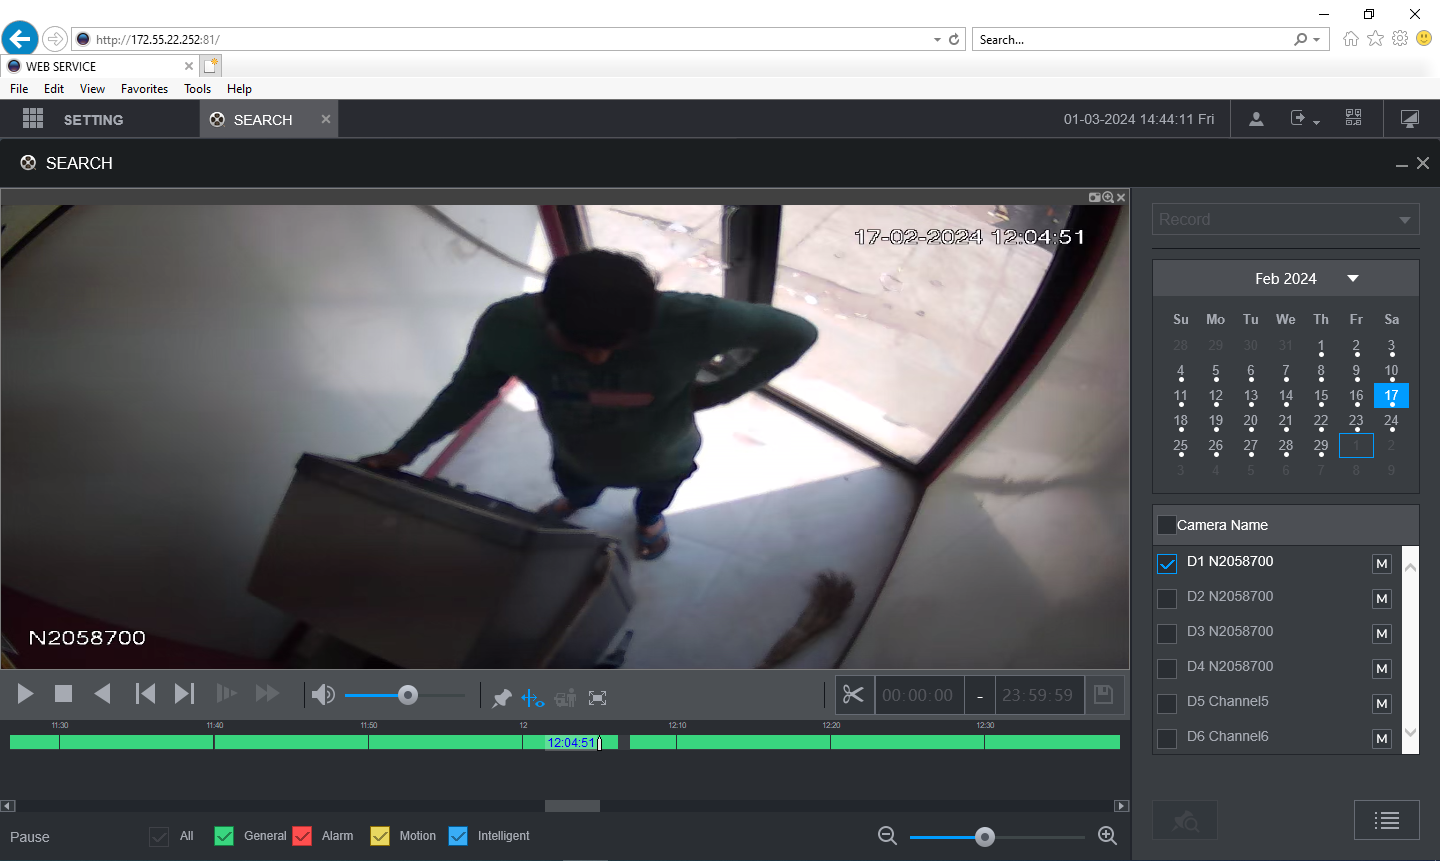 http://172.55.22.252:81/
Search...
WEB SERVICE
File Edit View Favorites Tools Help
SETTING
SEARCH
01-03-2024 14:44:11 Fri
SEARCH
17-02-2024 12:04:51
N2058700
Record
Feb 2024
Su Mo Tu We Th Fr Sa
28 29 30 31 1 2 3
4 5 6 7 8 9 10
11 12 13 14 15 16 17
18 19 20 21 22 23 24
25 26 27 28 29 1 2
3 4 5 6 7 8 9
Camera Name
D1 N2058700 M
D2 N2058700 M
D3 N2058700 M
D4 N2058700 M
D5 Channel5 M
D6 Channel6 M
00:00:00 - 23:59:59
11:30 11:40 11:50 12 12:10 12:20 12:30
12:04:51
Pause
All General Alarm Motion Intelligent